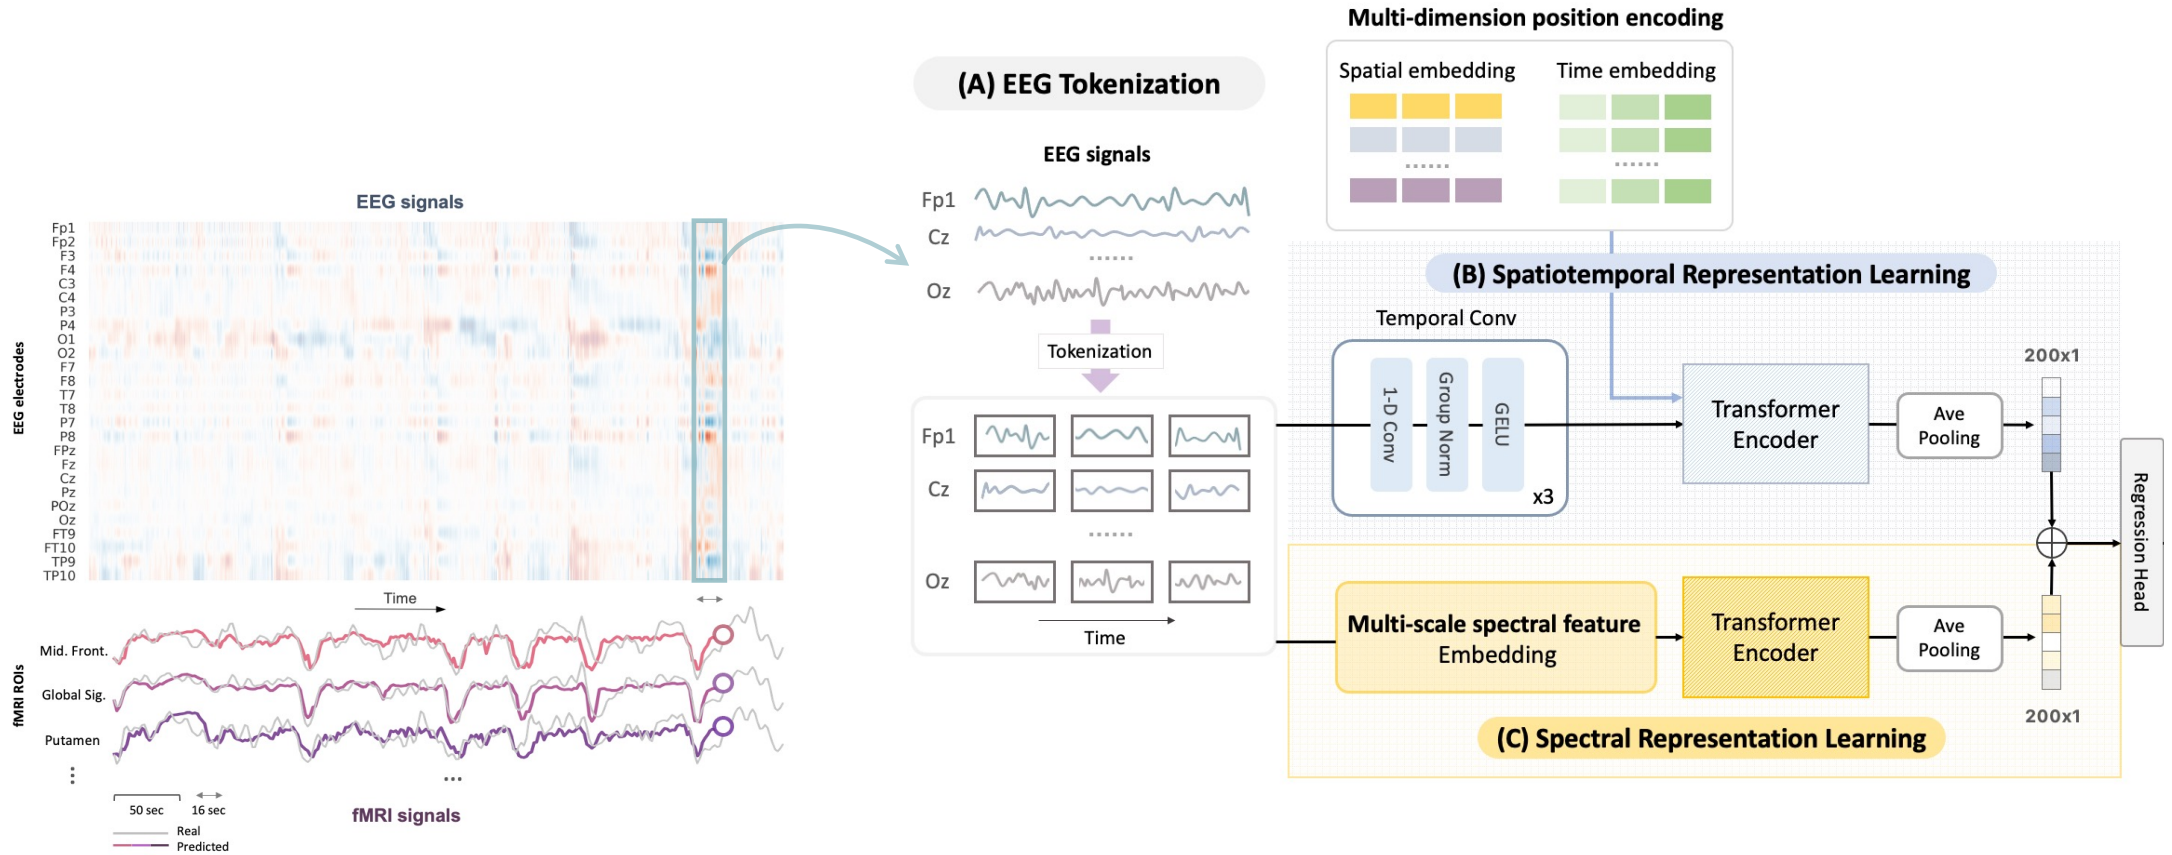 EEG signals
EEG electrodes
Fp1
Fp2
F3
F4
C3
C4
P3
P4
O1
O2
F7
F8
T7
T8
P7
P8
FPz
Fz
Cz
Pz
POz
Oz
FT9
FT10
TP9
TP10
Time
fMRI ROIs
Mid. Front.
Global Sig.
Putamen
⋮
...
50 sec
16 sec
fMRI signals
Real
Predicted
(A) EEG Tokenization
EEG signals
Fp1
Cz
......
Oz
Tokenization
Fp1
Cz
......
Oz
Time
Multi-dimension position encoding
Spatial embedding
Time embedding
......
......
(B) Spatiotemporal Representation Learning
Temporal Conv
1-D Conv
Group Norm
GELU
x3
Transformer
Encoder
Ave
Pooling
200x1
Multi-scale spectral feature
Embedding
Transformer
Encoder
Ave
Pooling
200x1
(C) Spectral Representation Learning
Regression Head